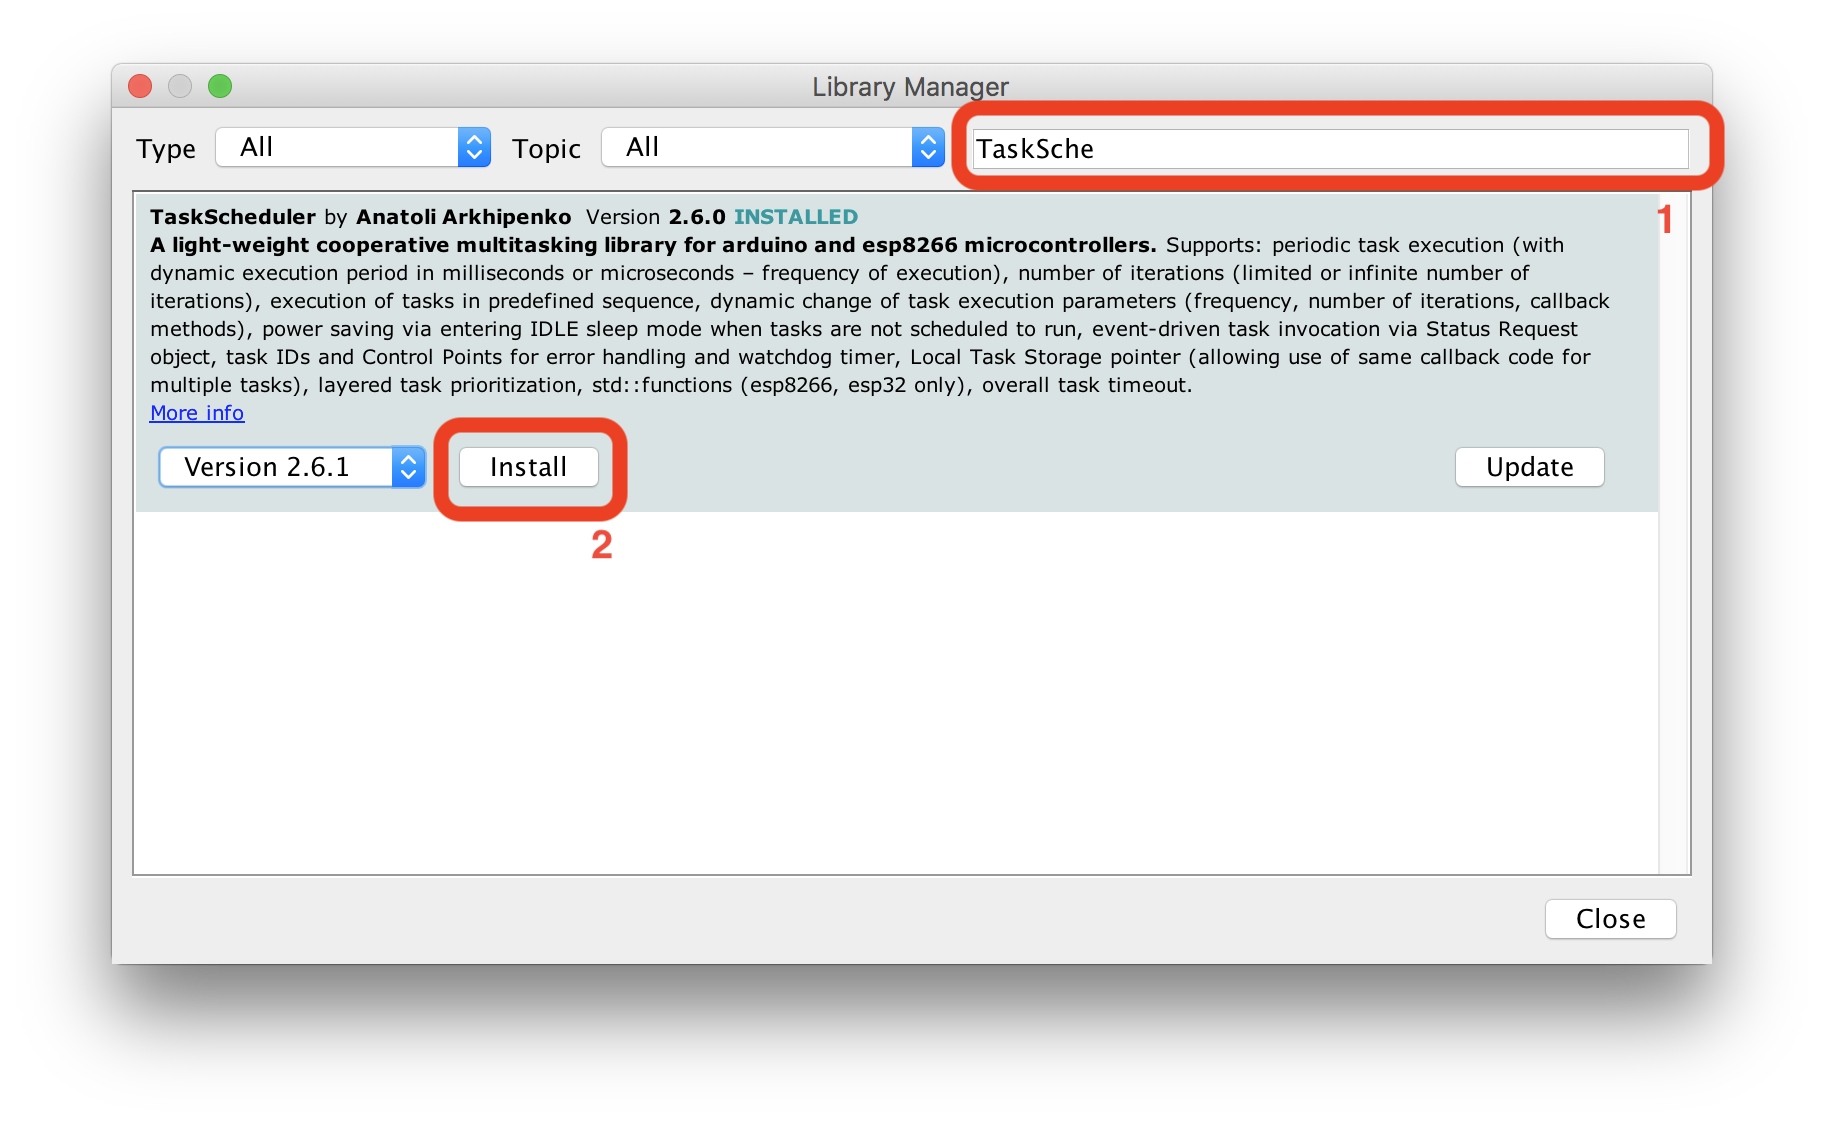 Library Manager
Type All Topic All TaskSche
1
TaskScheduler by Anatoli Arkhipenko Version 2.6.0 INSTALLED
A light-weight cooperative multitasking library for arduino and esp8266 microcontrollers. Supports: periodic task execution (with
dynamic execution period in milliseconds or microseconds – frequency of execution), number of iterations (limited or infinite number of
iterations), execution of tasks in predefined sequence, dynamic change of task execution parameters (frequency, number of iterations, callback
methods), power saving via entering IDLE sleep mode when tasks are not scheduled to run, event-driven task invocation via Status Request
object, task IDs and Control Points for error handling and watchdog timer, Local Task Storage pointer (allowing use of same callback code for
multiple tasks), layered task prioritization, std::functions (esp8266, esp32 only), overall task timeout.
More info
Version 2.6.1 Install Update
2
Close